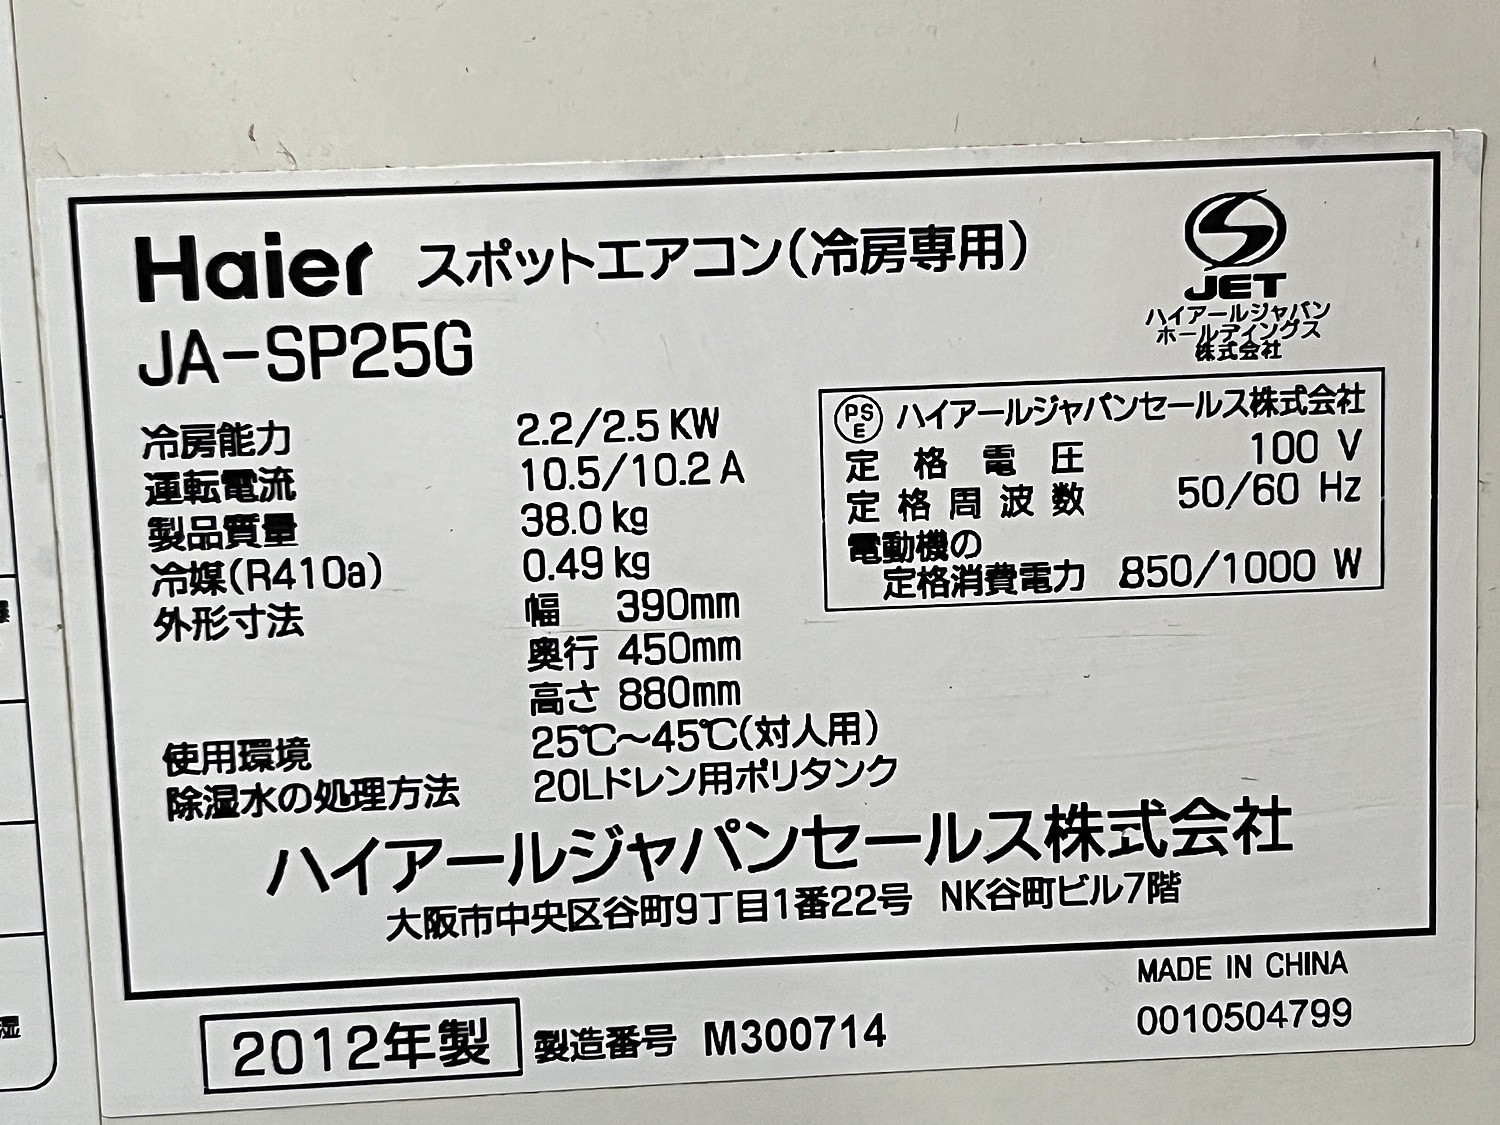 Haier スポットエアコン(冷房専用)
JA-SP25G
JET
ハイアールジャパン
ホールディングス
株式会社
冷房能力 2.2/2.5 KW
運転電流 10.5/10.2 A
製品質量 38.0 kg
冷媒(R410a) 0.49 kg
外形寸法 幅 390mm
奥行 450mm
高さ 880mm
使用環境 25℃~45℃(対人用)
除湿水の処理方法 20Lドレン用ポリタンク
PSE ハイアールジャパンセールス株式会社
定格電圧 100 V
定格周波数 50/60 Hz
電動機の
定格消費電力 850/1000 W
ハイアールジャパンセールス株式会社
大阪市中央区谷町9丁目1番22号 NK谷町ビル7階
MADE IN CHINA
0010504799
2012年製 製造番号 M300714
湿